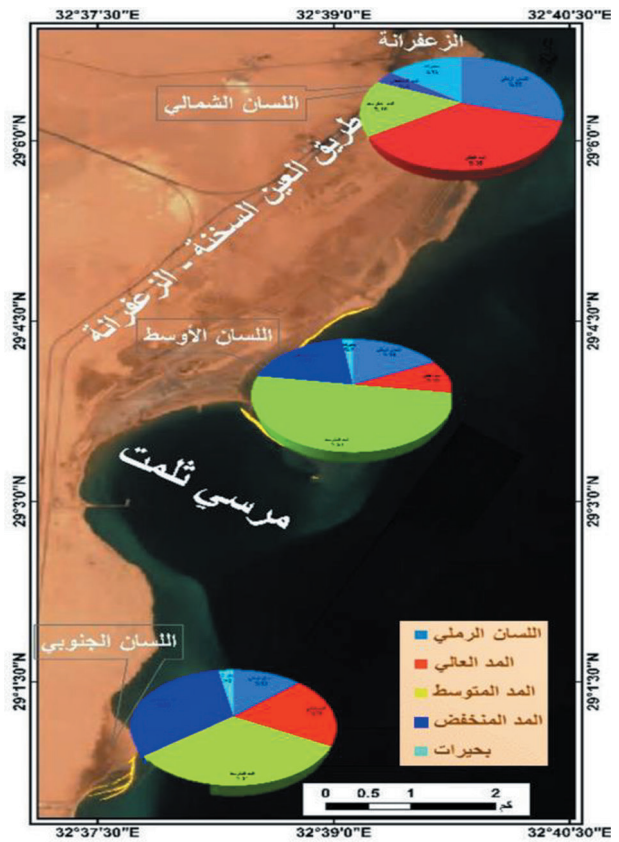 32°37'30"E
32°39'0"E
32°40'30"E
الزعفرانة
اللسان الشمالي
29°6'0"N
29°6'0"N
طريق العين السخنة - الزعفرانة
29°4'30"N
29°4'30"N
اللسان الأوسط
مرسي ثلمت
29°3'0"N
29°3'0"N
اللسان الجنوبي
29°1'30"N
29°1'30"N
اللسان الرملي
المد العالي
المد المتوسط
المد المنخفض
بحيرات
0 0.5 1 2
كم
32°37'30"E
32°39'0"E
32°40'30"E